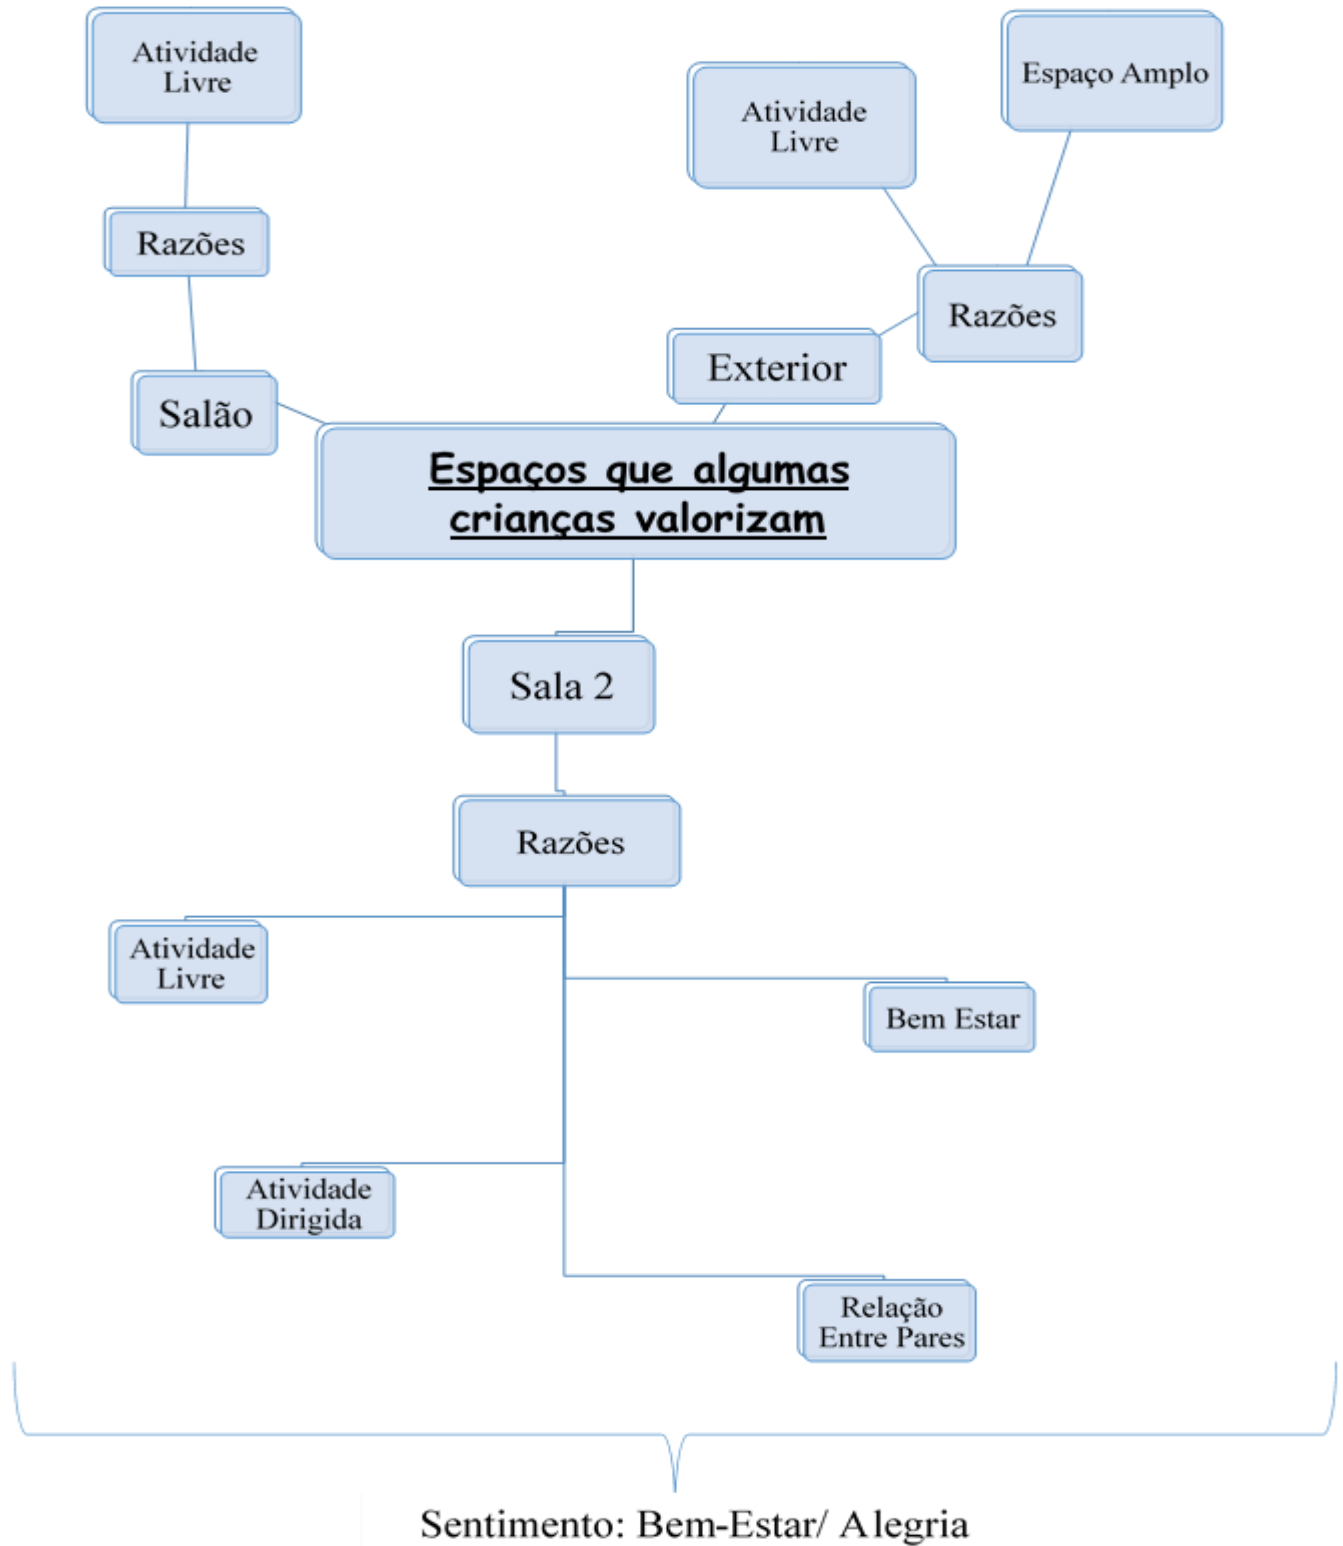 Atividade
Livre
Espaço Amplo
Atividade
Livre
Razões
Razões
Exterior
Salão
Espaços que algumas
crianças valorizam
Sala 2
Razões
Atividade
Livre
Bem Estar
Atividade
Dirigida
Relação
Entre Pares
Sentimento: Bem-Estar/ Alegria